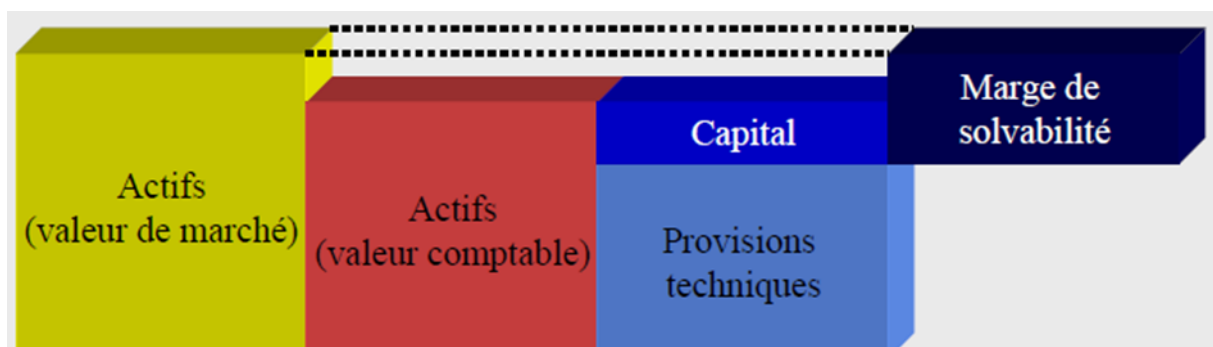 Actifs
(valeur de marché)
Actifs
(valeur comptable)
Capital
Provisions
techniques
Marge de
solvabilité